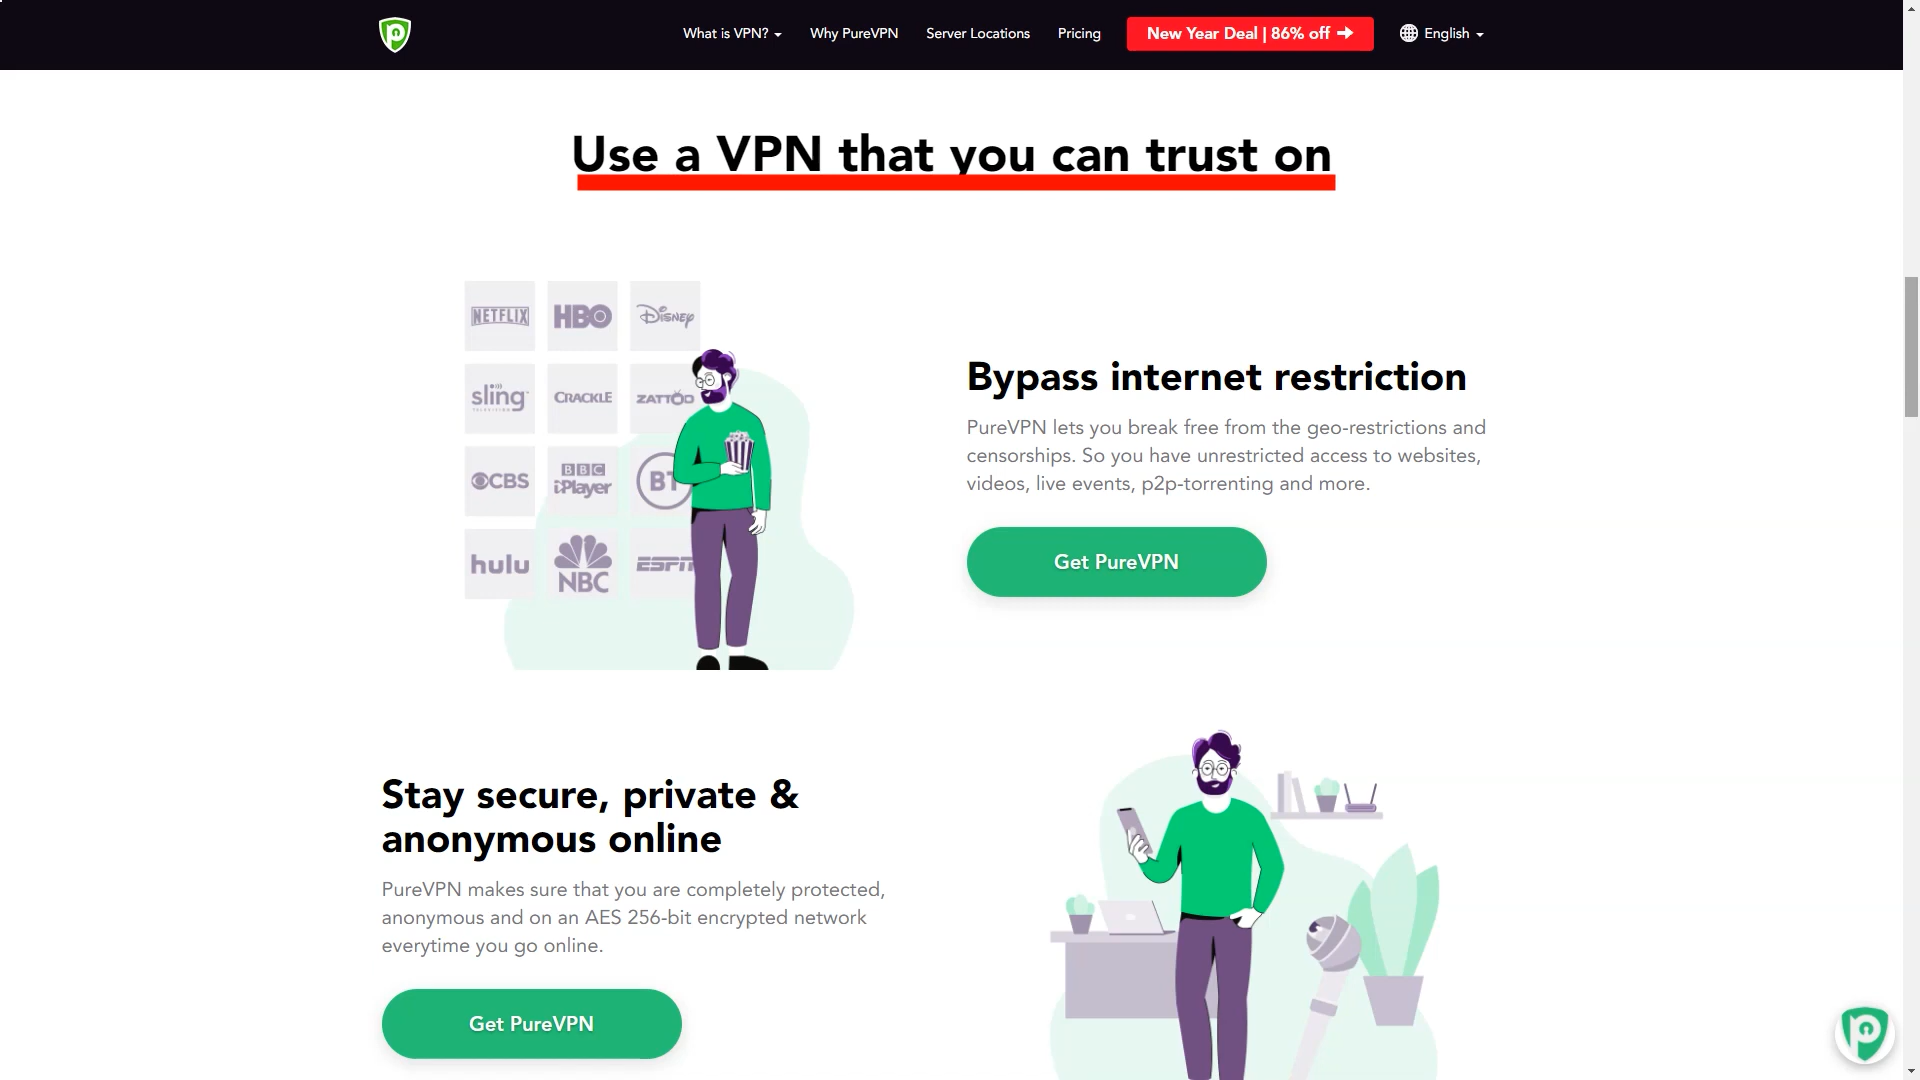 What is VPN?
Why PureVPN
Server Locations
Pricing
New Year Deal | 86% off
English
Use a VPN that you can trust on
NETFLIX
HBO
Disney
sling
TELEVISION
CRACKLE
ZATTOO
CBS
BBC
iPlayer
BT
hulu
NBC
ESPN
Bypass internet restriction
PureVPN lets you break free from the geo-restrictions and
censorships. So you have unrestricted access to websites,
videos, live events, p2p-torrenting and more.
Get PureVPN
Stay secure, private &
anonymous online
PureVPN makes sure that you are completely protected,
anonymous and on an AES 256-bit encrypted network
everytime you go online.
Get PureVPN